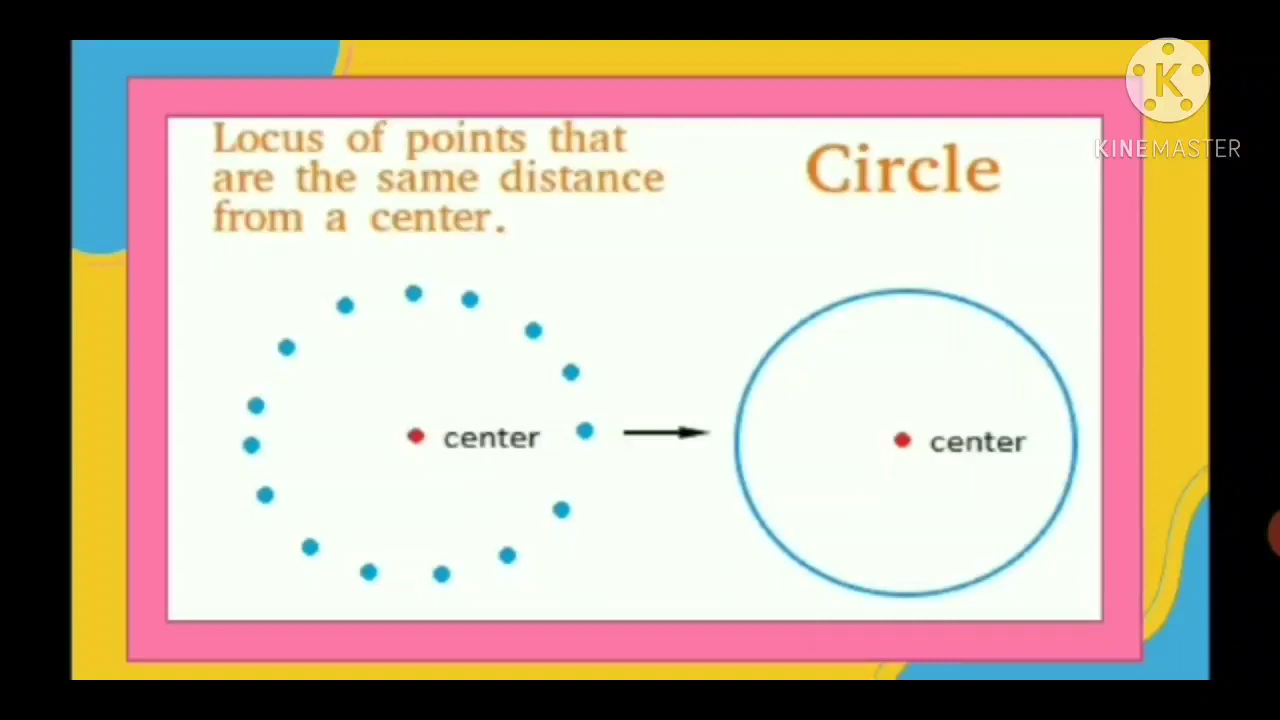 Locus of points that
are the same distance
from a center.
Circle
K
KINEMASTER
center
center